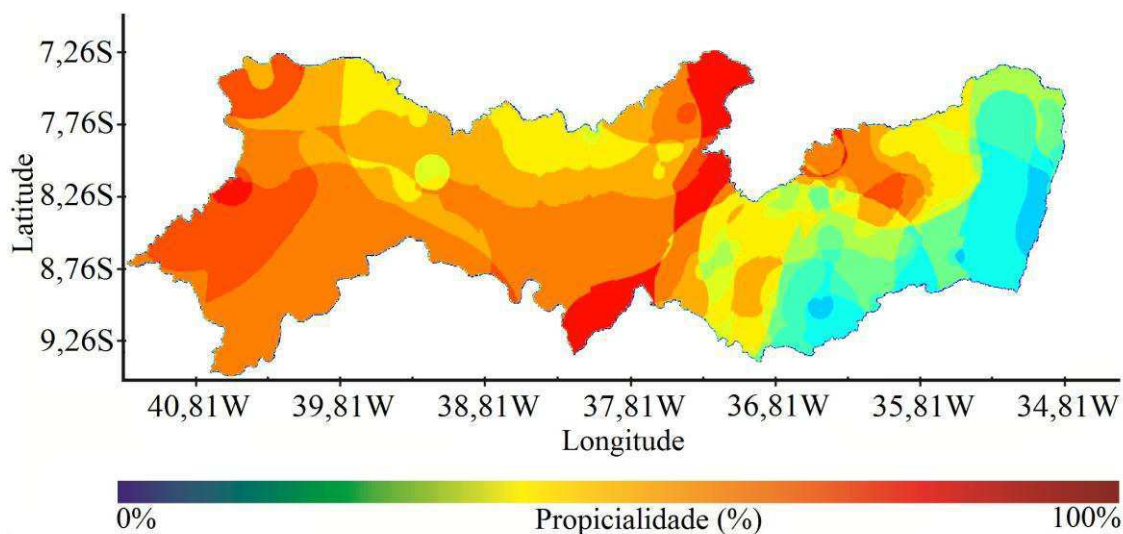 7,26S
7,76S
8,26S
8,76S
9,26S
Latitude
40,81W 39,81W 38,81W 37,81W 36,81W 35,81W 34,81W
Longitude
0% Propicialidade (%) 100%